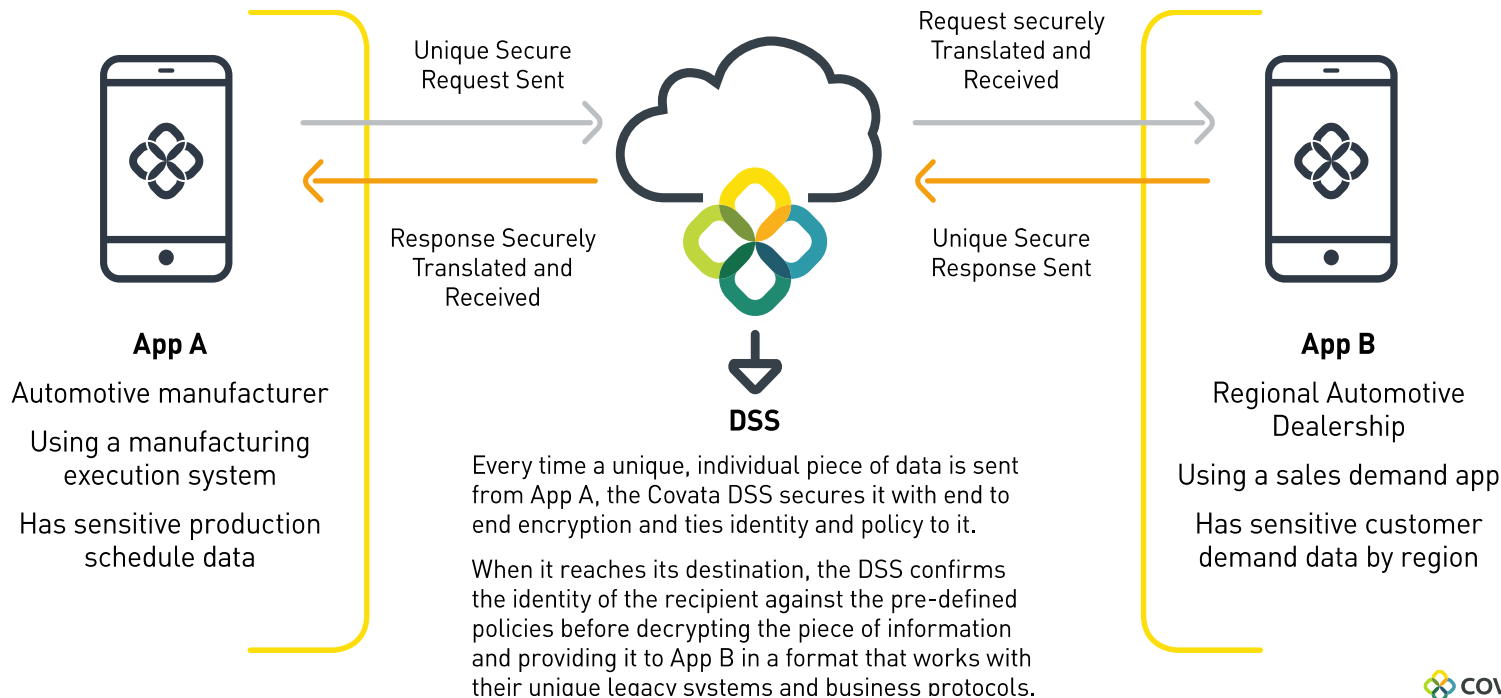 Unique Secure
Request Sent
Request securely
Translated and
Received
Response Securely
Translated and
Received
Unique Secure
Response Sent
App A
Automotive manufacturer
Using a manufacturing
execution system
Has sensitive production
schedule data
DSS
Every time a unique, individual piece of data is sent
from App A, the Covata DSS secures it with end to
end encryption and ties identity and policy to it.
When it reaches its destination, the DSS confirms
the identity of the recipient against the pre-defined
policies before decrypting the piece of information
and providing it to App B in a format that works with
their unique legacy systems and business protocols.
App B
Regional Automotive
Dealership
Using a sales demand app
Has sensitive customer
demand data by region